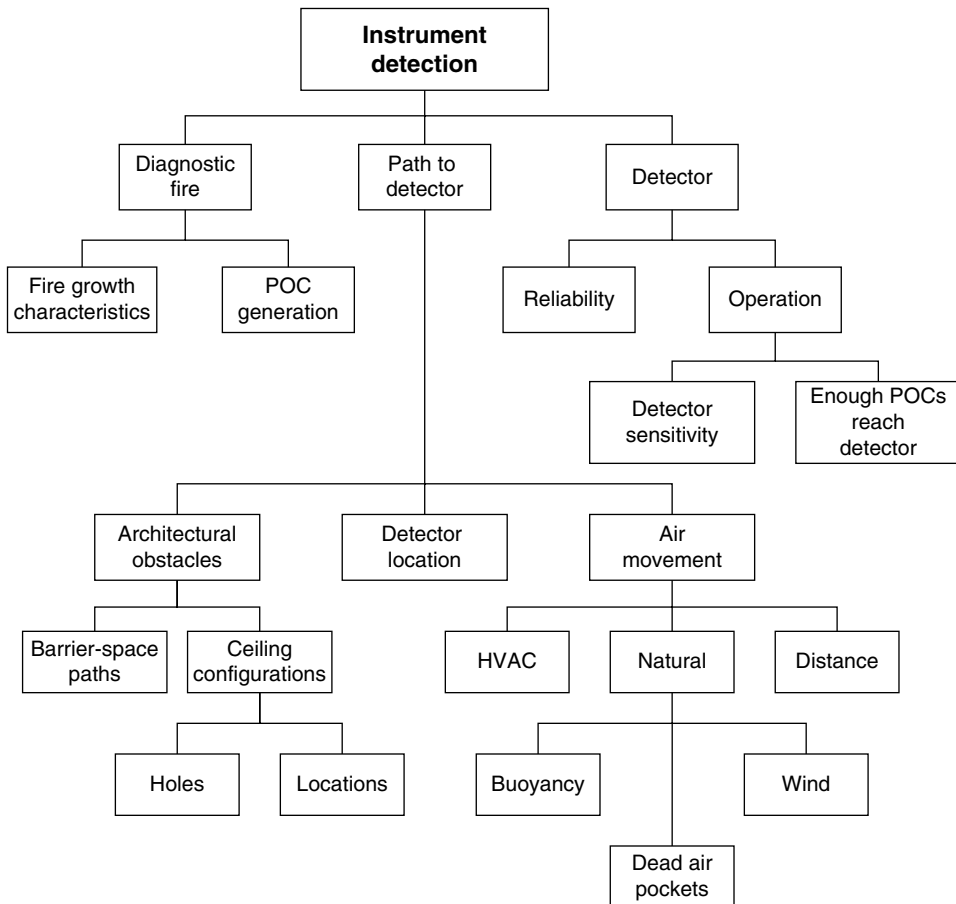 Instrument
detection
Diagnostic
fire
Path to
detector
Detector
Fire growth
characteristics
POC
generation
Reliability
Operation
Detector
sensitivity
Enough POCs
reach
detector
Architectural
obstacles
Detector
location
Air
movement
Barrier-space
paths
Ceiling
configurations
HVAC
Natural
Distance
Holes
Locations
Buoyancy
Wind
Dead air
pockets